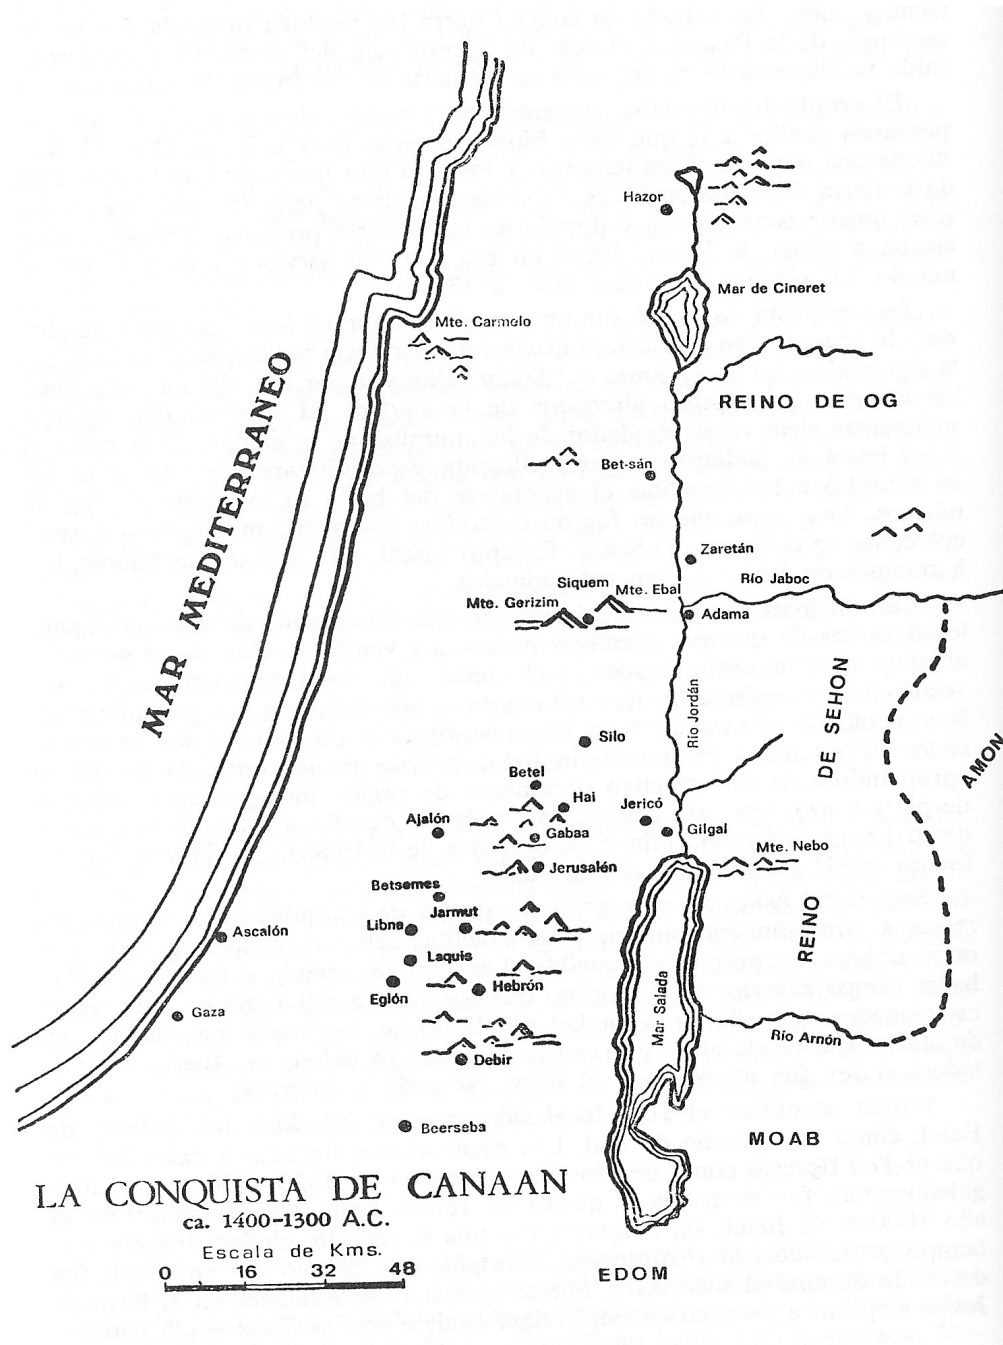 Hazor
Mar de Cineret
Mte. Carmelo
MAR MEDITERRANEO
REINO DE OG
Bet-sán
Zaretán
Siquem
Mte. Ebal
Río Jaboc
Mte. Gerizim
Adama
Río Jordán
REINO DE SEHON
AMON
Silo
Betel
Hai
Jericó
Ajalón
Gabaa
Gilgal
Jerusalén
Mte. Nebo
Betsemes
Jarmut
Libna
Ascalón
Laquis
Eglón
Hebrón
Gaza
Mar Salada
Río Arnón
Debir
Beerseba
MOAB
LA CONQUISTA DE CANAAN
ca. 1400-1300 A.C.
Escala de Kms.
0 16 32 48
EDOM